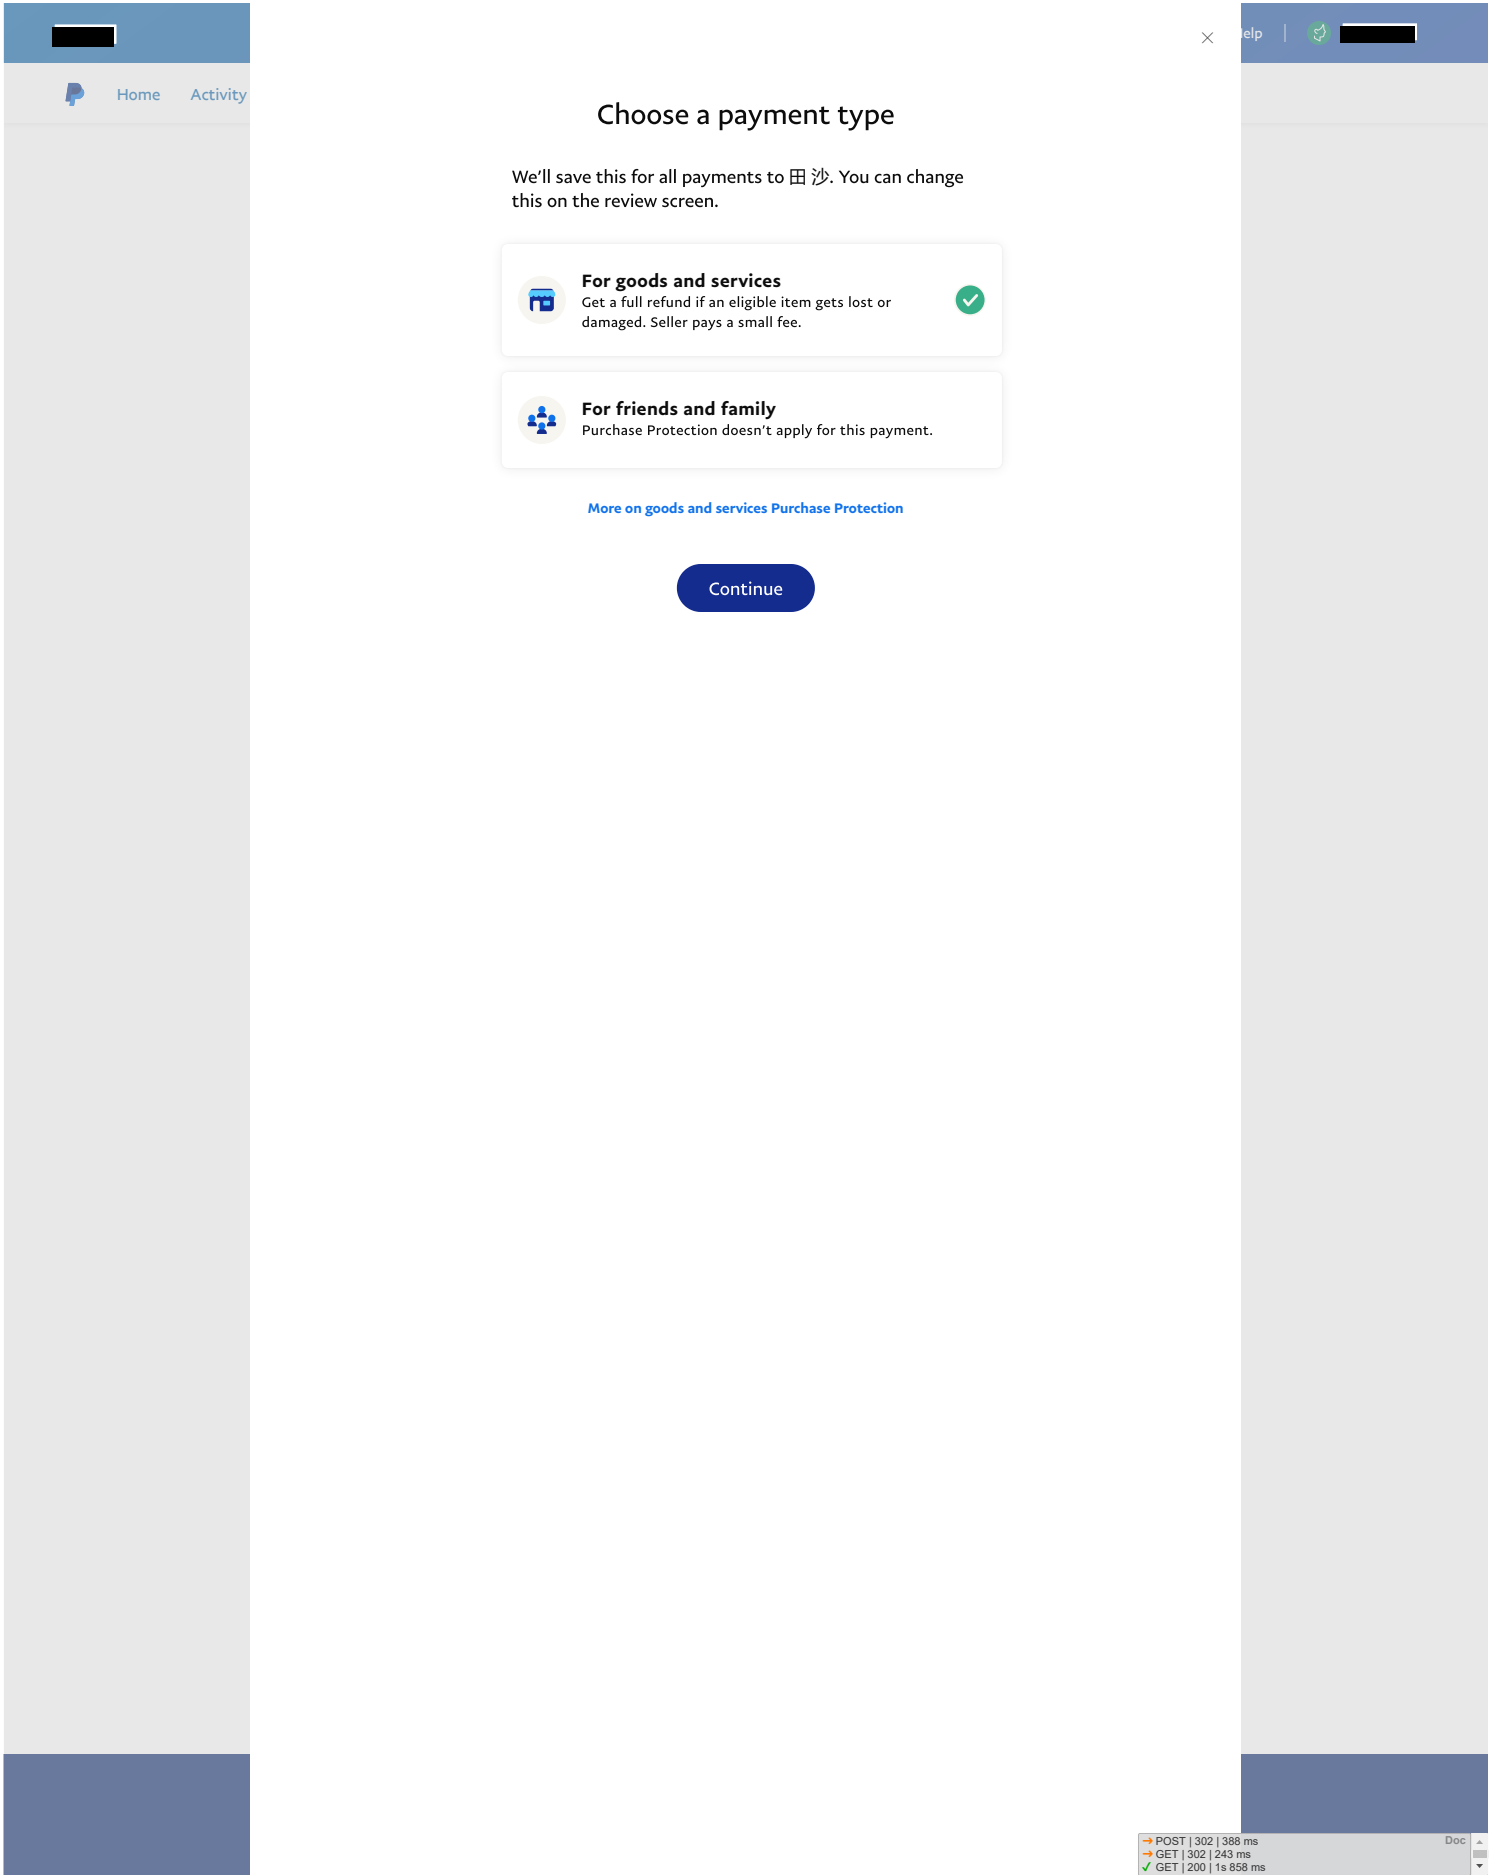 elp
Home Activity
Choose a payment type
We'll save this for all payments to 田 沙. You can change
this on the review screen.
For goods and services
Get a full refund if an eligible item gets lost or
damaged. Seller pays a small fee.
For friends and family
Purchase Protection doesn't apply for this payment.
More on goods and services Purchase Protection
Continue
→ POST | 302 | 388 ms Doc
→ GET | 302 | 243 ms
✓ GET | 200 | 1s 858 ms